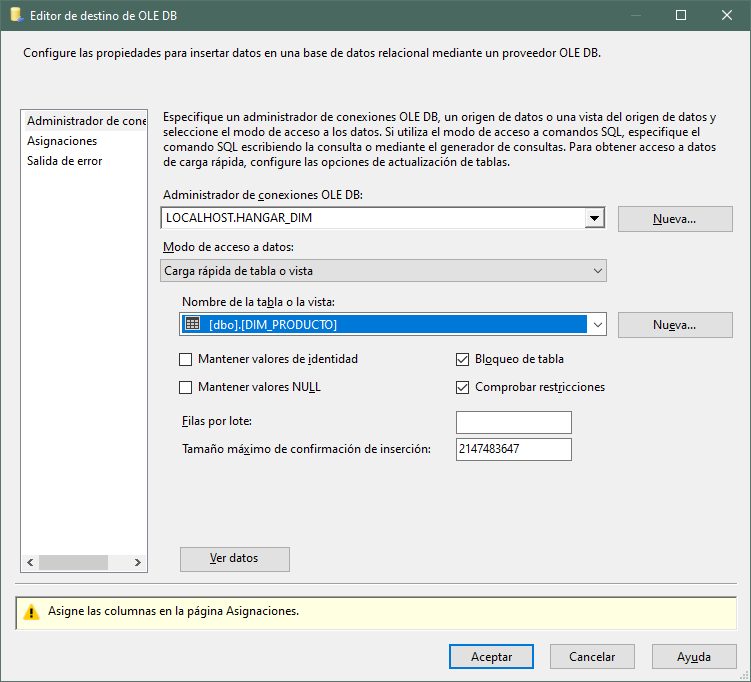 Editor de destino de OLE DB
Configure las propiedades para insertar datos en una base de datos relacional mediante un proveedor OLE DB.
Administrador de cone
Asignaciones
Salida de error
Especifique un administrador de conexiones OLE DB, un origen de datos o una vista del origen de datos y
seleccione el modo de acceso a los datos. Si utiliza el modo de acceso a comandos SQL, especifique el
comando SQL escribiendo la consulta o mediante el generador de consultas. Para obtener acceso a datos
de carga rápida, configure las opciones de actualización de tablas.
Administrador de conexiones OLE DB:
LOCALHOST.HANGAR_DIM
Nueva...
Modo de acceso a datos:
Carga rápida de tabla o vista
Nombre de la tabla o la vista:
[dbo].[DIM_PRODUCTO]
Nueva...
Mantener valores de identidad
Bloqueo de tabla
Mantener valores NULL
Comprobar restricciones
Filas por lote:
Tamaño máximo de confirmación de inserción:
2147483647
Ver datos
Asigne las columnas en la página Asignaciones.
Aceptar
Cancelar
Ayuda